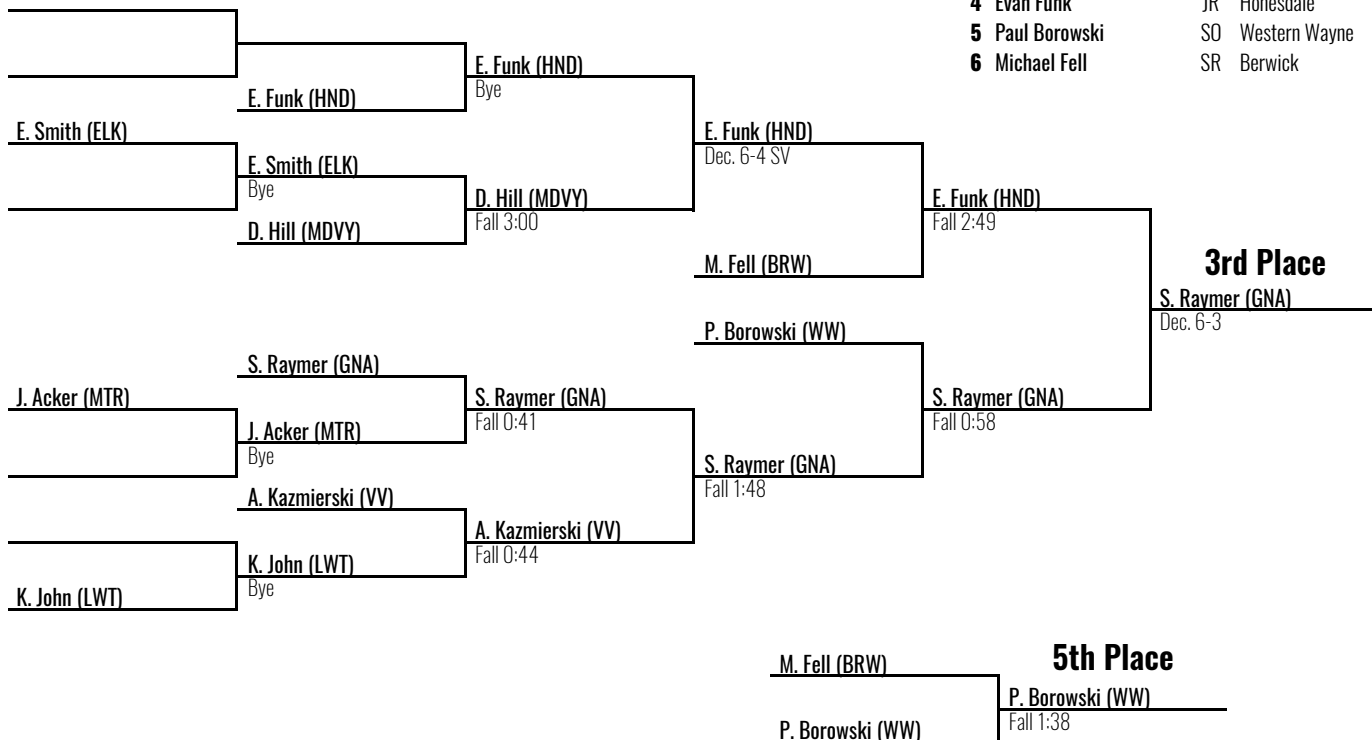 4 Evan Funk JR Honesdale
5 Paul Borowski SO Western Wayne
6 Michael Fell SR Berwick
E. Funk (HND)
Bye
E. Funk (HND)
E. Smith (ELK)
E. Funk (HND)
Dec. 6-4 SV
E. Smith (ELK)
Bye
D. Hill (MDVY)
Fall 3:00
E. Funk (HND)
Fall 2:49
D. Hill (MDVY)
M. Fell (BRW)
3rd Place
S. Raymer (GNA)
Dec. 6-3
P. Borowski (WW)
S. Raymer (GNA)
J. Acker (MTR)
S. Raymer (GNA)
Fall 0:41
S. Raymer (GNA)
Fall 0:58
J. Acker (MTR)
Bye
S. Raymer (GNA)
Fall 1:48
A. Kazmierski (VV)
A. Kazmierski (VV)
Fall 0:44
K. John (LWT)
Bye
K. John (LWT)
5th Place
M. Fell (BRW)
P. Borowski (WW)
Fall 1:38
P. Borowski (WW)